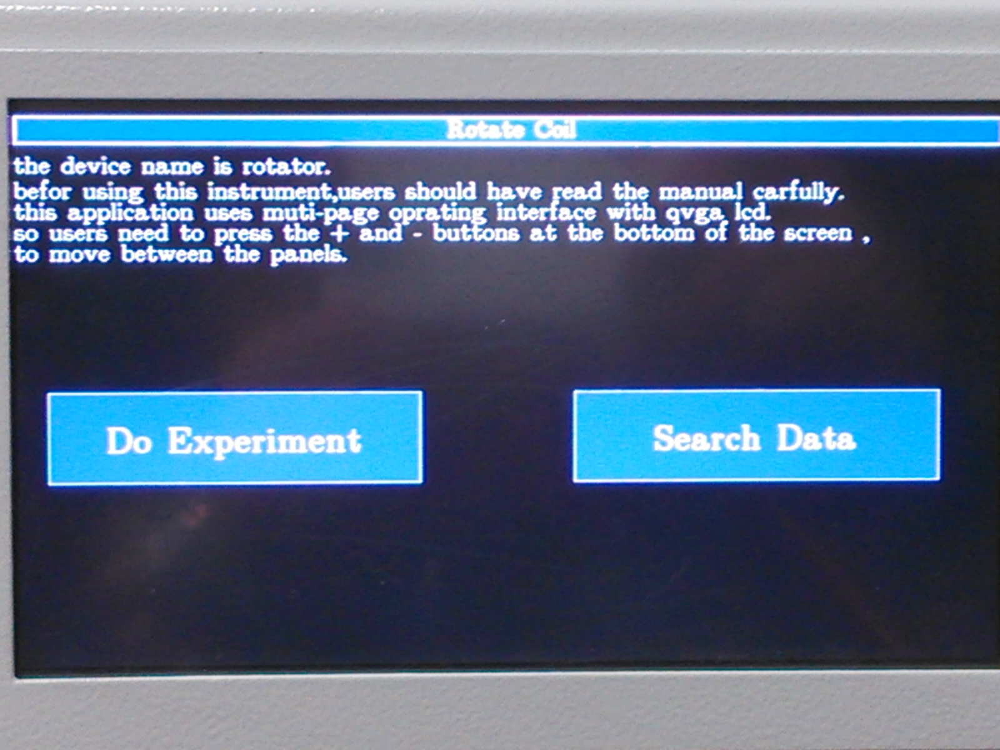 Rotate Coil
the device name is rotator.
befor using this instrument,users should have read the manual carfully.
this application uses muti-page oprating interface with qvga lcd.
so users need to press the + and - buttons at the bottom of the screen ,
to move between the panels.
Do Experiment
Search Data